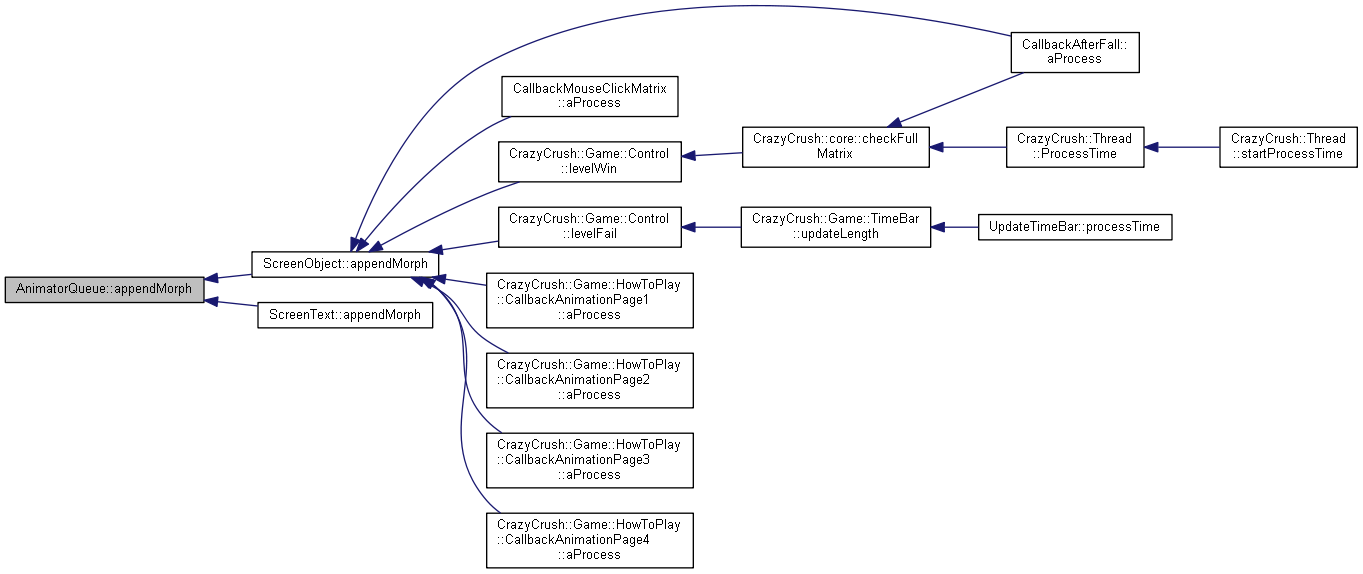 AnimatorQueue::appendMorph
ScreenObject::appendMorph
ScreenText::appendMorph
CallbackMouseClickMatrix
::aProcess
CrazyCrush::Game::Control
::levelWin
CrazyCrush::Game::Control
::levelFail
CrazyCrush::Game::HowToPlay
::CallbackAnimationPage1
::aProcess
CrazyCrush::Game::HowToPlay
::CallbackAnimationPage2
::aProcess
CrazyCrush::Game::HowToPlay
::CallbackAnimationPage3
::aProcess
CrazyCrush::Game::HowToPlay
::CallbackAnimationPage4
::aProcess
CrazyCrush::core::checkFull
Matrix
CrazyCrush::Game::TimeBar
::updateLength
CallbackAfterFall::
aProcess
CrazyCrush::Thread
::ProcessTime
UpdateTimeBar::processTime
CrazyCrush::Thread
::startProcessTime